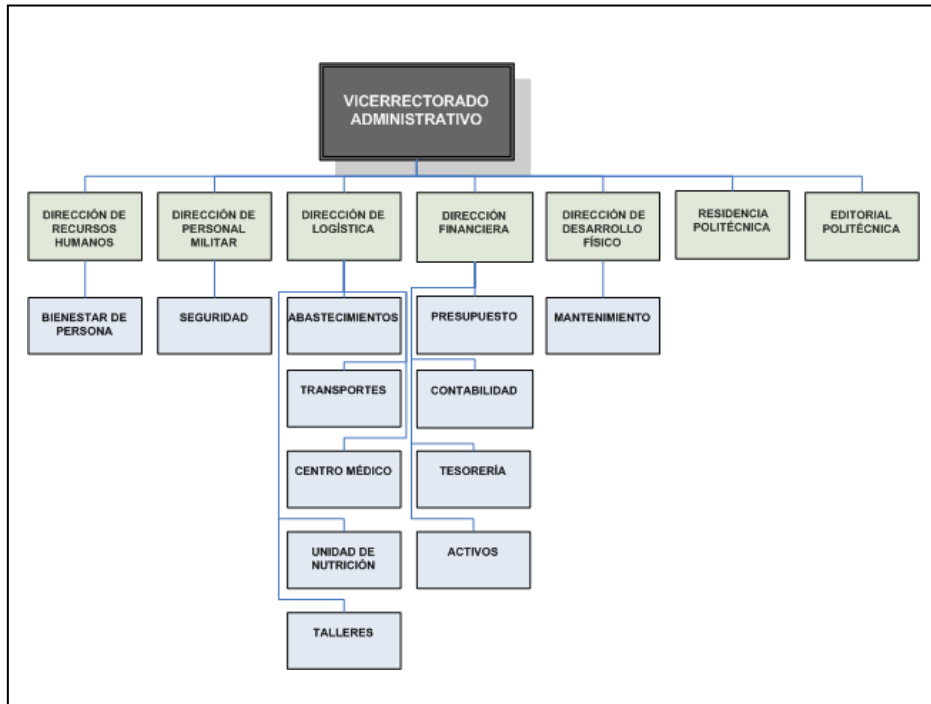 VICERRECTORADO
ADMINISTRATIVO
DIRECCIÓN DE
RECURSOS
HUMANOS
DIRECCIÓN DE
PERSONAL
MILITAR
DIRECCIÓN DE
LOGÍSTICA
DIRECCIÓN
FINANCIERA
DIRECCIÓN DE
DESARROLLO
FÍSICO
RESIDENCIA
POLITÉCNICA
EDITORIAL
POLITÉCNICA
BIENESTAR DE
PERSONA
SEGURIDAD
ABASTECIMIENTOS
PRESUPUESTO
MANTENIMIENTO
TRANSPORTES
CONTABILIDAD
CENTRO MÉDICO
TESORERÍA
UNIDAD DE
NUTRICIÓN
ACTIVOS
TALLERES